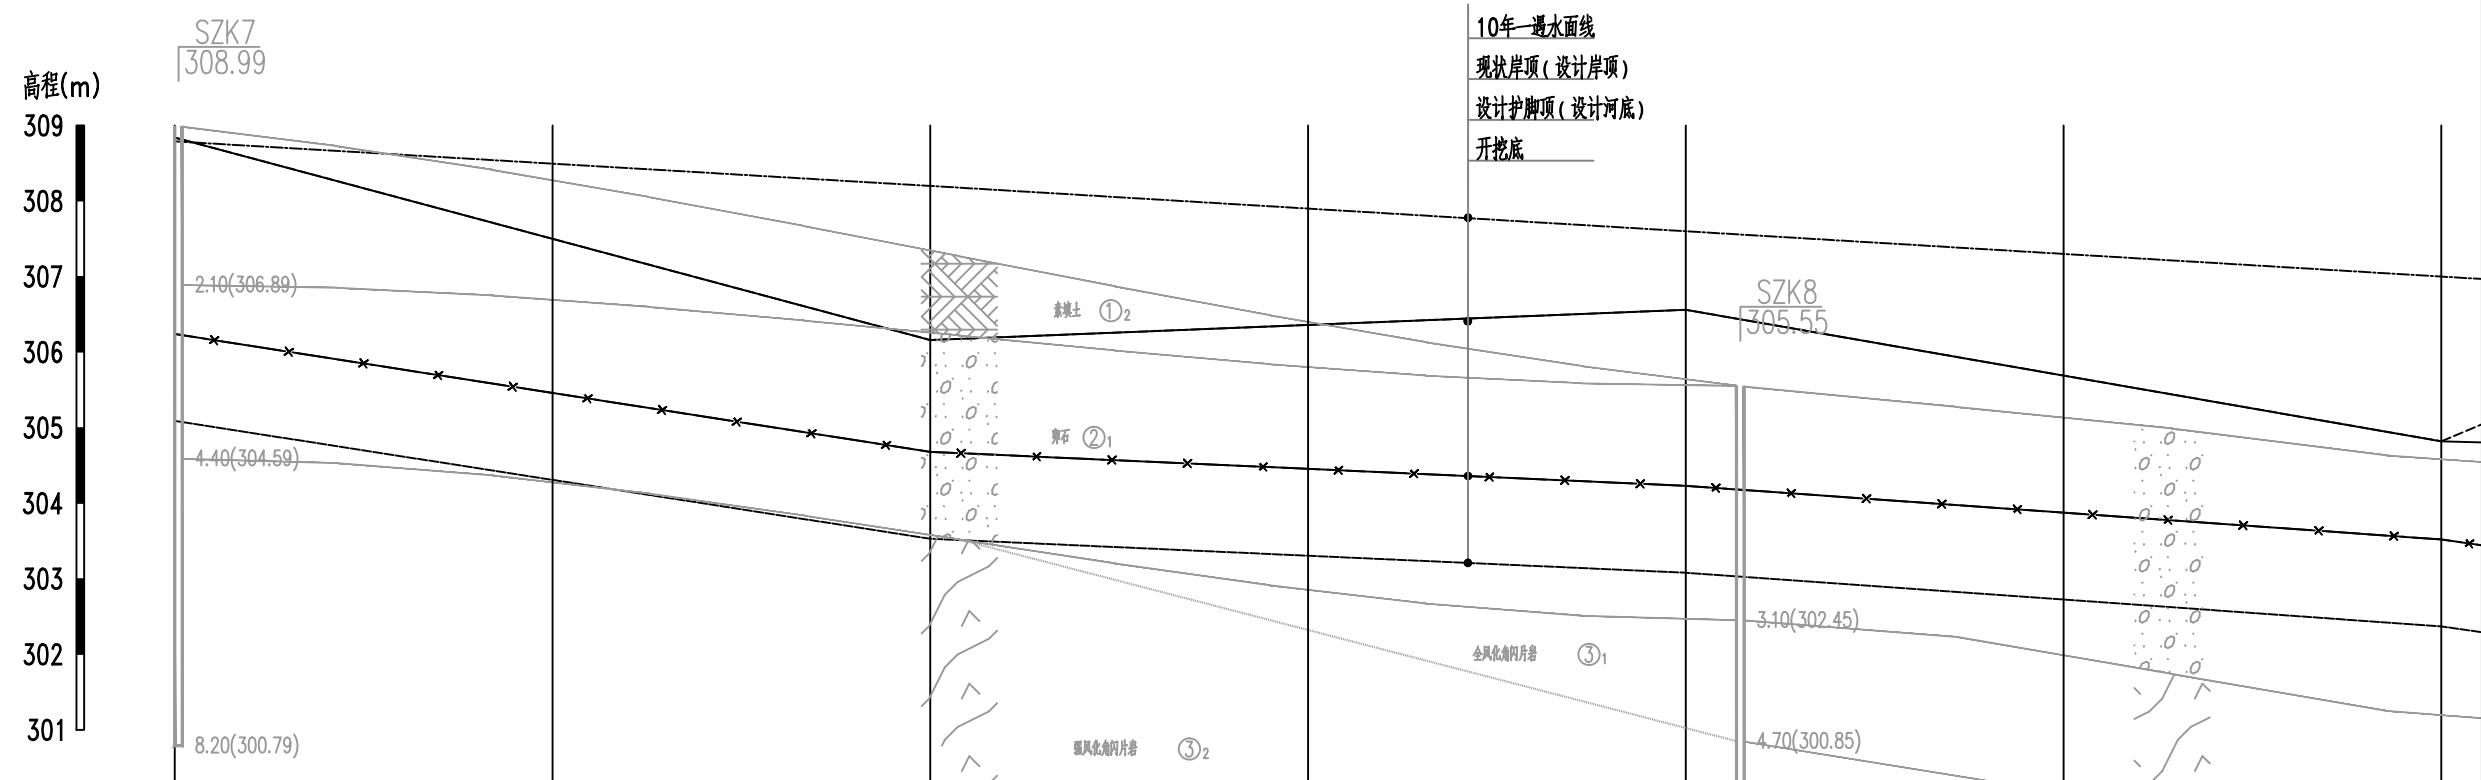 SZK7
308.99
高程(m)
10年一遇水面线
现状岸顶(设计岸顶)
设计护脚顶(设计河底)
开挖底
309
308
307
306
305
304
303
302
301
2.10(306.89)
4.40(304.59)
8.20(300.79)
素填土 ①2
卵石 ②1
SZK8
305.55
3.10(302.45)
全风化角闪片岩 ③1
4.70(300.85)
强风化角闪片岩 ③2